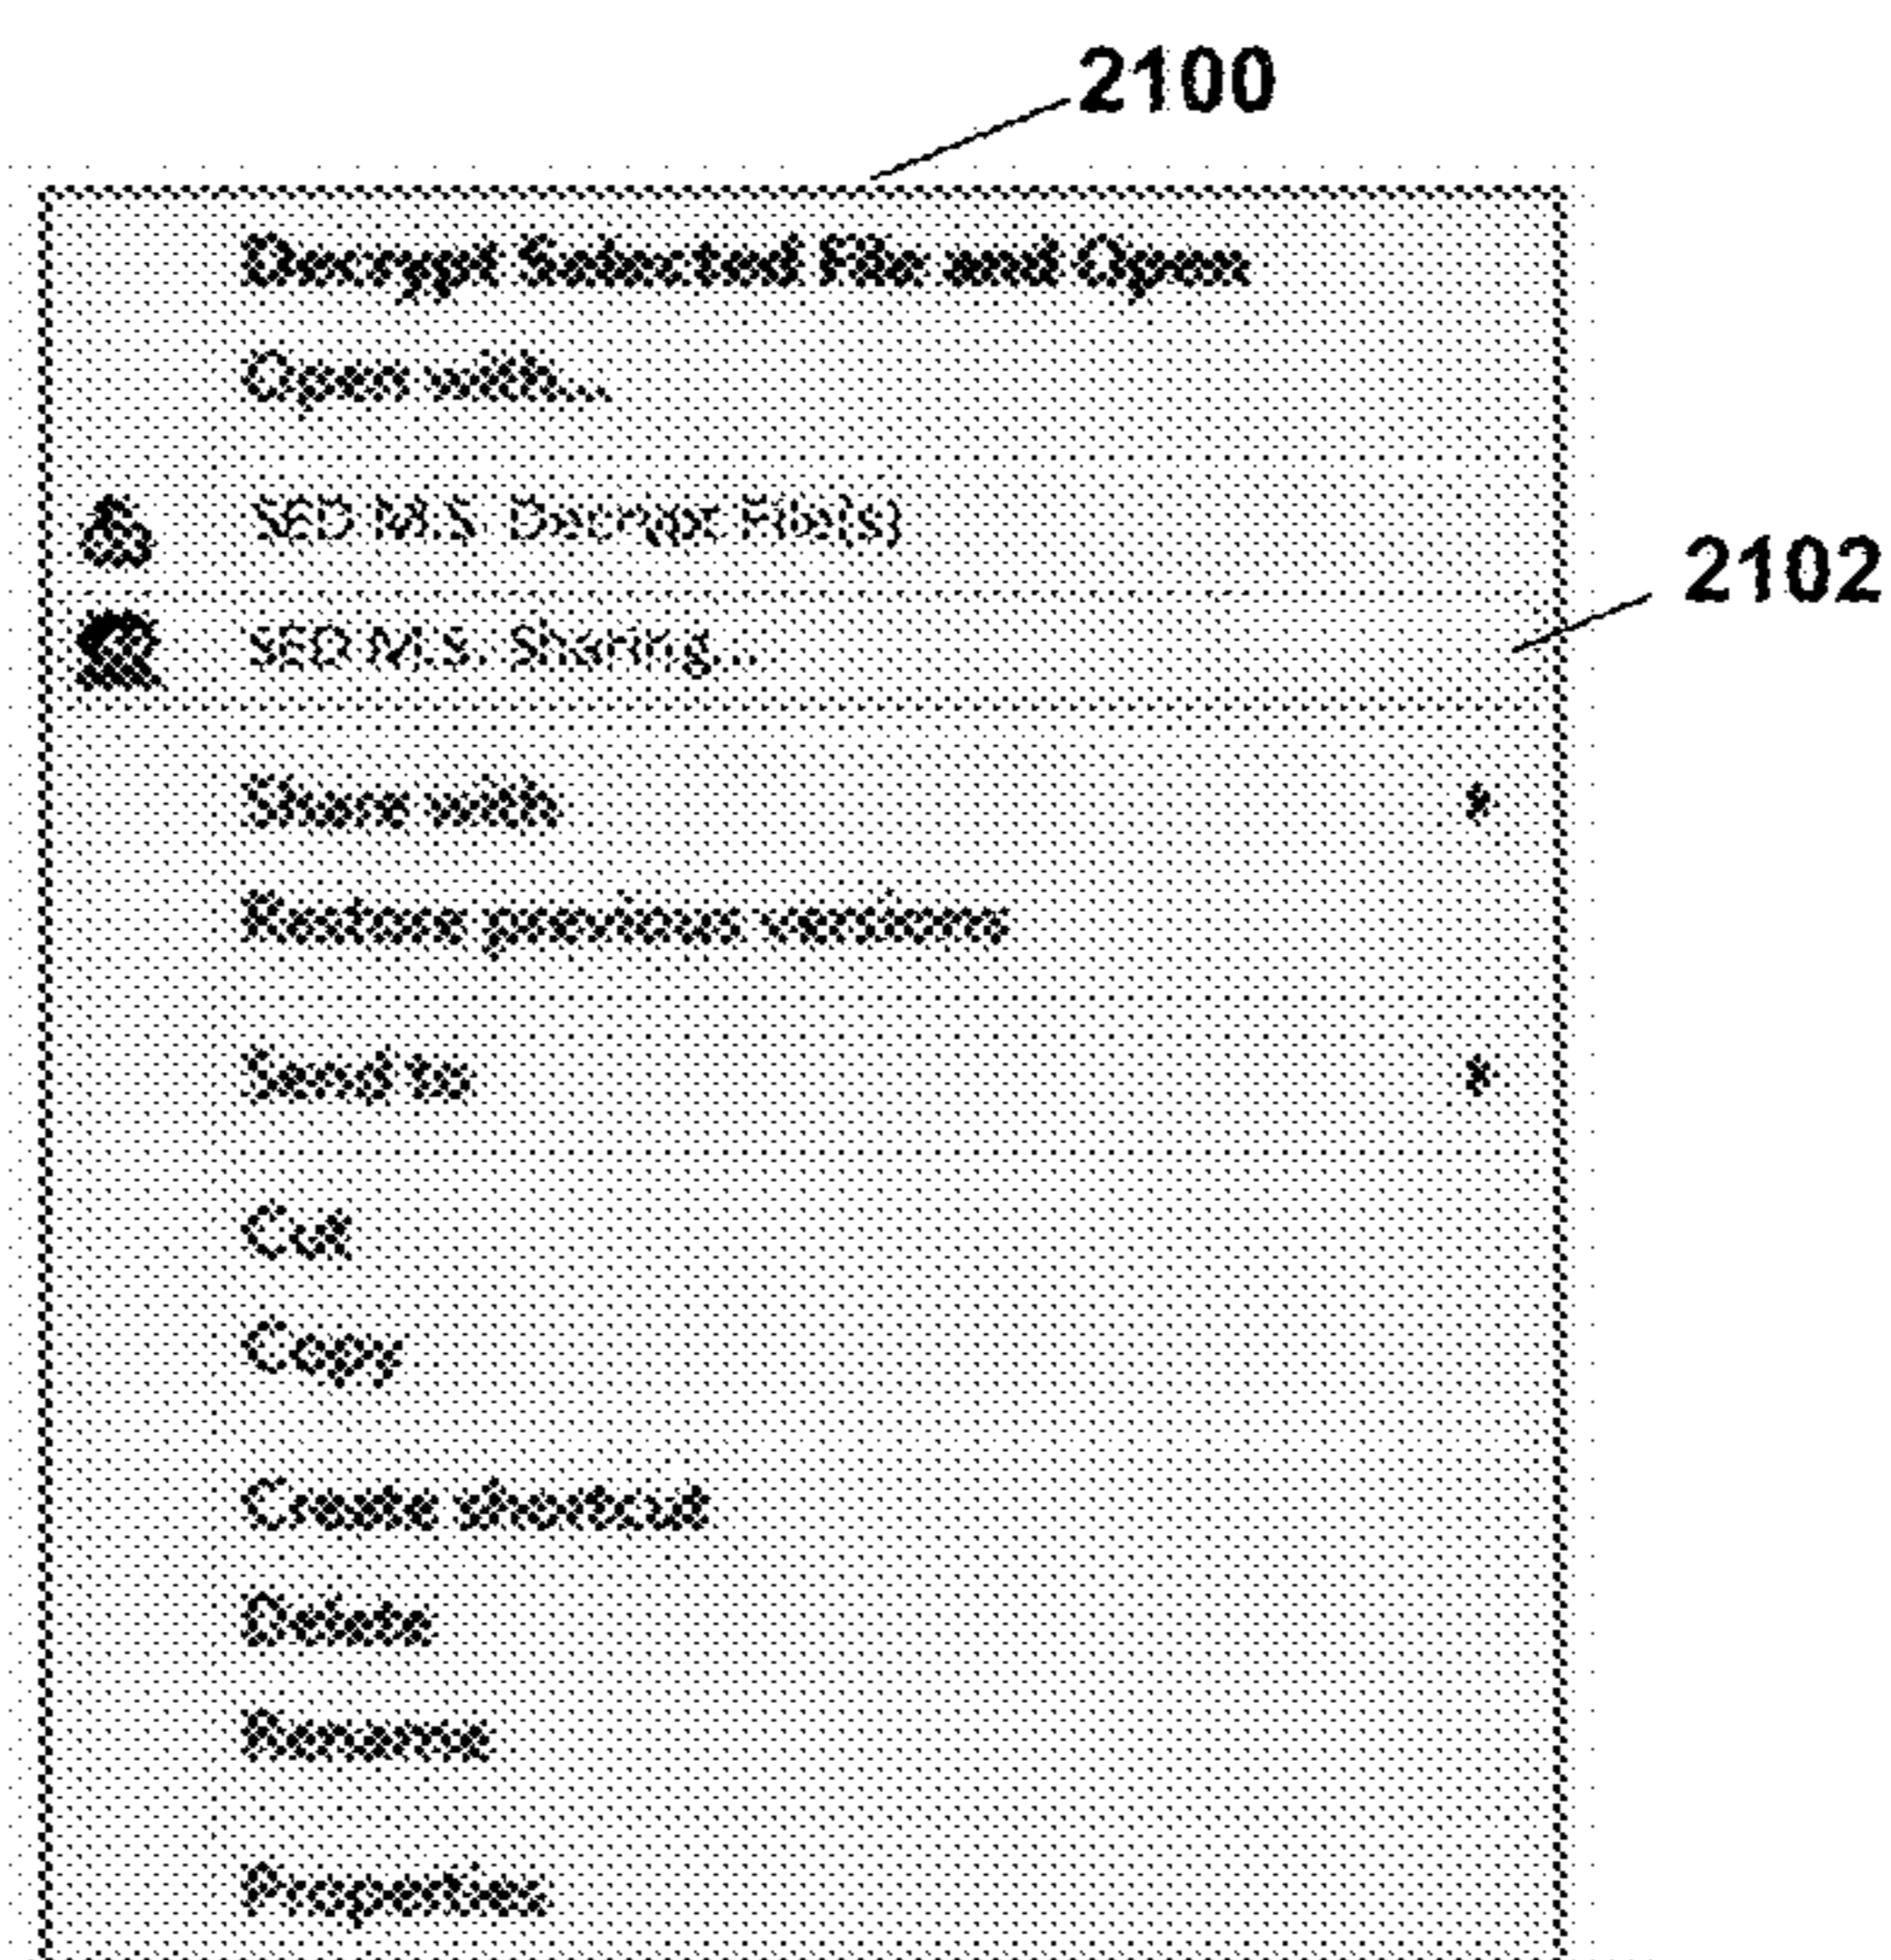 2100
Decrypt Selected File and Open
Open with...
SED M.S. Decrypt File(s)
2102
SED M.S. Sharing...
Share with
Restore previous versions
Send to
Cut
Copy
Create shortcut
Delete
Rename
Properties